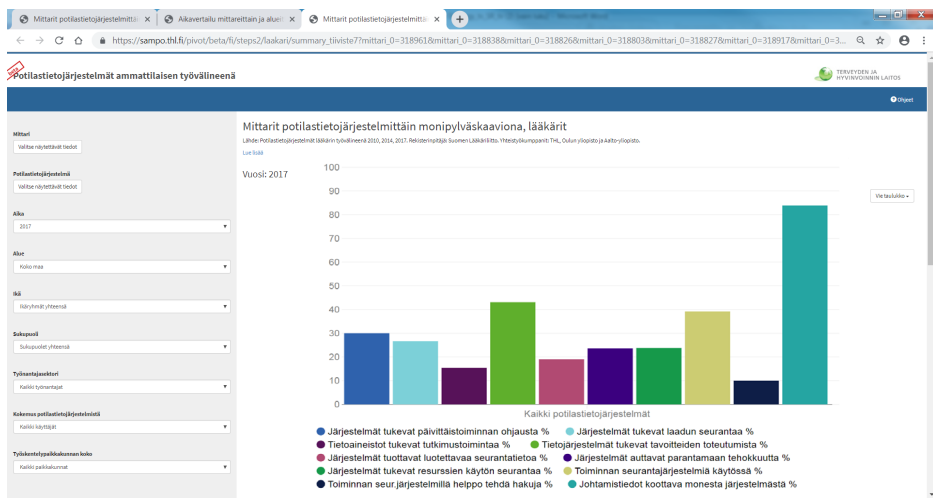 Mittarit potilastietojärjestelmittä
Aikavertailu mittareittain ja aluei
Mittarit potilastietojärjestelmittä
https://sampo.thl.fi/pivot/beta/fi/steps2/laakari/summary_tiiviste7?mittari_0=318961&mittari_0=318838&mittari_0=318826&mittari_0=318803&mittari_0=318827&mittari_0=318917&mittari_0=3...
Potilastietojärjestelmät ammattilaisen työvälineenä
TERVEYDEN JA
HYVINVOINNIN LAITOS
Ohjeet
Mittari
Valitse näytettävät tiedot
Potilastietojärjestelmä
Valitse näytettävät tiedot
Aika
2017
Alue
Koko maa
Ikä
Ikäryhmät yhteensä
Sukupuoli
Sukupuolet yhteensä
Työnantajasektori
Kaikki työnantajat
Kokemus potilastietojärjestelmistä
Kaikki käyttäjät
Työskentelypaikkakunnan koko
Kaikki paikkakunnat
Mittarit potilastietojärjestelmittäin monipylväskaaviona, lääkärit
Lähde: Potilastietojärjestelmät lääkärin työvälineenä 2010, 2014, 2017. Rekisterinpitäjä: Suomen Lääkäriliitto. Yhteistyökumppanit: THL, Oulun yliopisto ja Aalto-yliopisto.
Lue lisää
Vuosi: 2017
Vie taulukko
100
90
80
70
60
50
40
30
20
10
0
Kaikki potilastietojärjestelmät
Järjestelmät tukevat päivittäistoiminnan ohjausta % Järjestelmät tukevat laadun seurantaa %
Tietoaineistot tukevat tutkimustoimintaa % Tietojärjestelmät tukevat tavoitteiden toteutumista %
Järjestelmät tuottavat luotettavaa seurantatietoa % Järjestelmät auttavat parantamaan tehokkuutta %
Järjestelmät tukevat resurssien käytön seurantaa % Toiminnan seurantajärjestelmiä käytössä %
Toiminnan seur.järjestelmillä helppo tehdä hakuja % Johtamistiedot koottava monesta järjestelmästä %